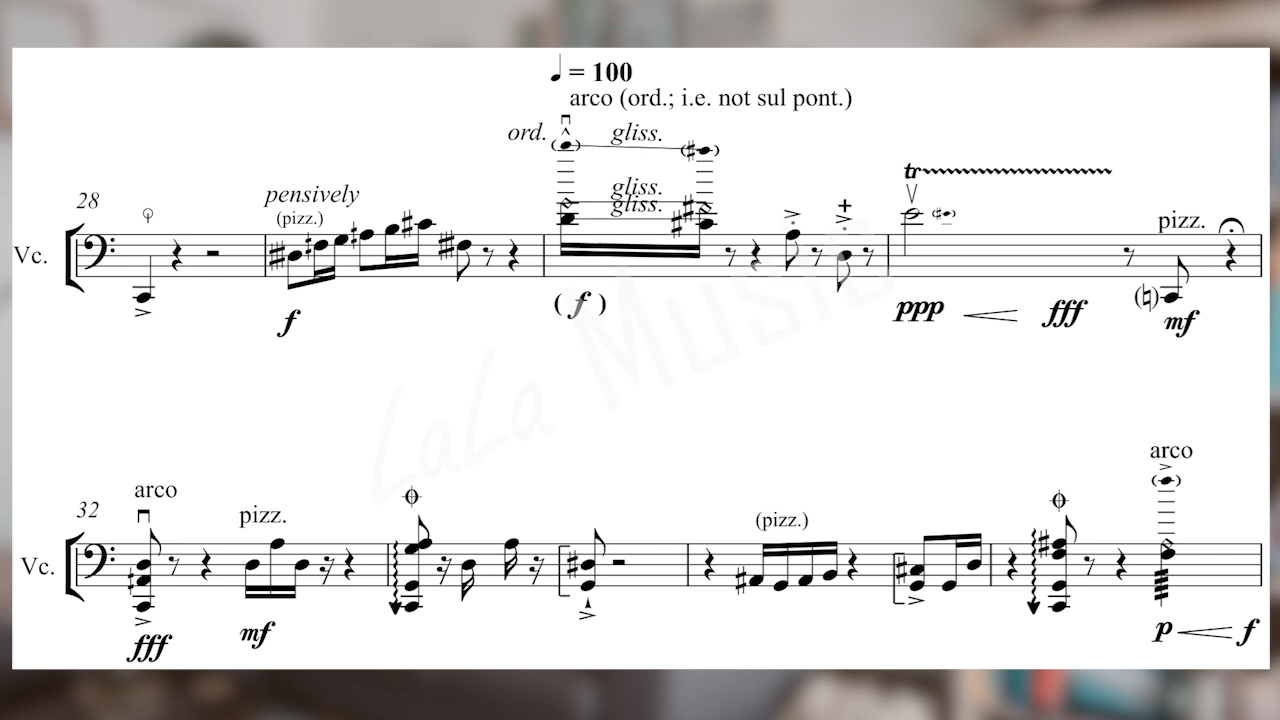 ♩ = 100
arco (ord.; i.e. not sul pont.)
ord. gliss.
28 pensively gliss. tr
(pizz.) gliss. pizz.
Vc.
f ( f ) ppp fff mf
LaLa Music
arco
32 arco pizz. (pizz.)
Vc.
fff mf p f